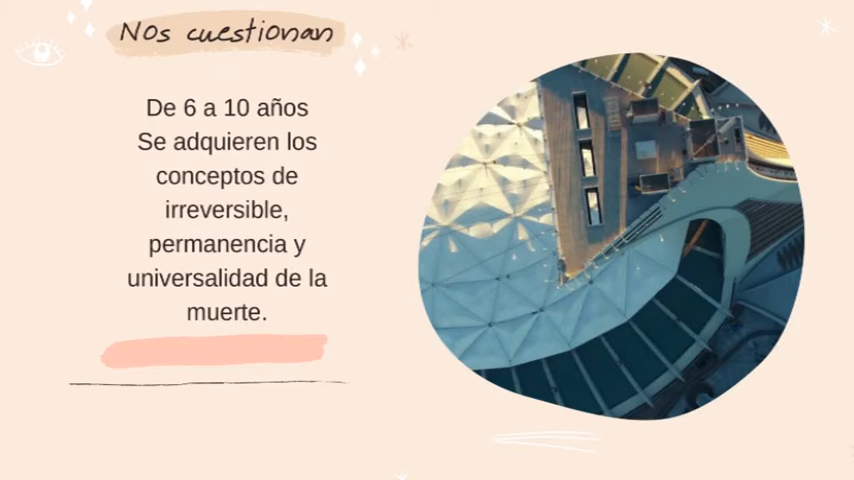 Nos cuestionan
De 6 a 10 años
Se adquieren los
conceptos de
irreversible,
permanencia y
universalidad de la
muerte.